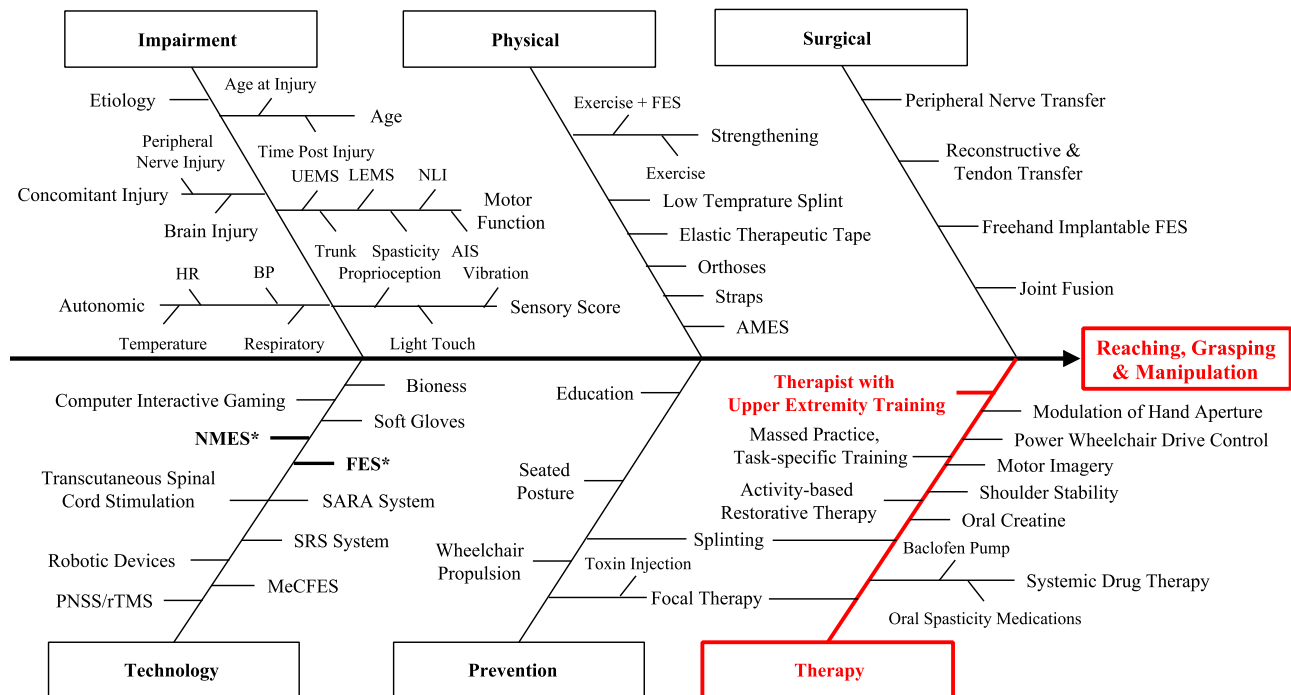 Impairment
Physical
Surgical
Age at Injury
Etiology
Age
Peripheral
Nerve Injury
Time Post Injury
Concomitant Injury
UEMS
LEMS
NLI
Motor
Function
Brain Injury
Trunk
Spasticity
AIS
Proprioception
Vibration
HR
BP
Autonomic
Sensory Score
Temperature
Respiratory
Light Touch
Exercise + FES
Strengthening
Exercise
Low Temprature Splint
Elastic Therapeutic Tape
Orthoses
Straps
AMES
Peripheral Nerve Transfer
Reconstructive &
Tendon Transfer
Freehand Implantable FES
Joint Fusion
Reaching, Grasping
& Manipulation
Bioness
Computer Interactive Gaming
Soft Gloves
NMES*
FES*
Transcutaneous Spinal
Cord Stimulation
SARA System
SRS System
Robotic Devices
MeCFES
PNSS/rTMS
Education
Seated
Posture
Splinting
Wheelchair
Propulsion
Toxin Injection
Focal Therapy
Therapist with
Upper Extremity Training
Modulation of Hand Aperture
Massed Practice,
Task-specific Training
Power Wheelchair Drive Control
Motor Imagery
Activity-based
Restorative Therapy
Shoulder Stability
Oral Creatine
Baclofen Pump
Systemic Drug Therapy
Oral Spasticity Medications
Technology
Prevention
Therapy